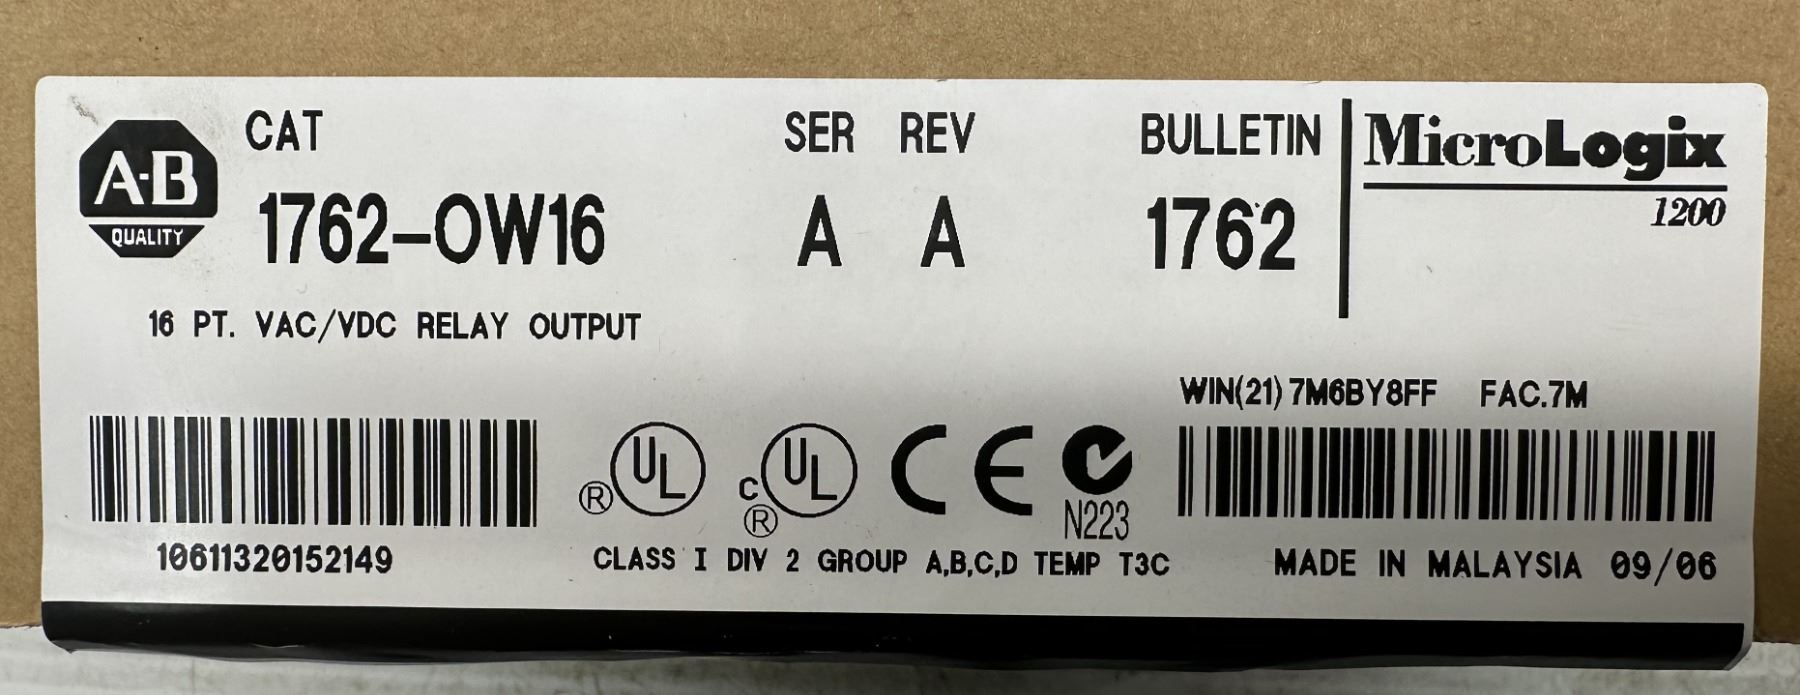 A-B
QUALITY
CAT
1762-OW16
SER REV
A A
BULLETIN
1762
MicroLogix
1200
16 PT. VAC/VDC RELAY OUTPUT
WIN(21) 7M6BY8FF FAC.7M
10611320152149
® UL c UL ® CE
N223
CLASS I DIV 2 GROUP A,B,C,D TEMP T3C
MADE IN MALAYSIA 09/06